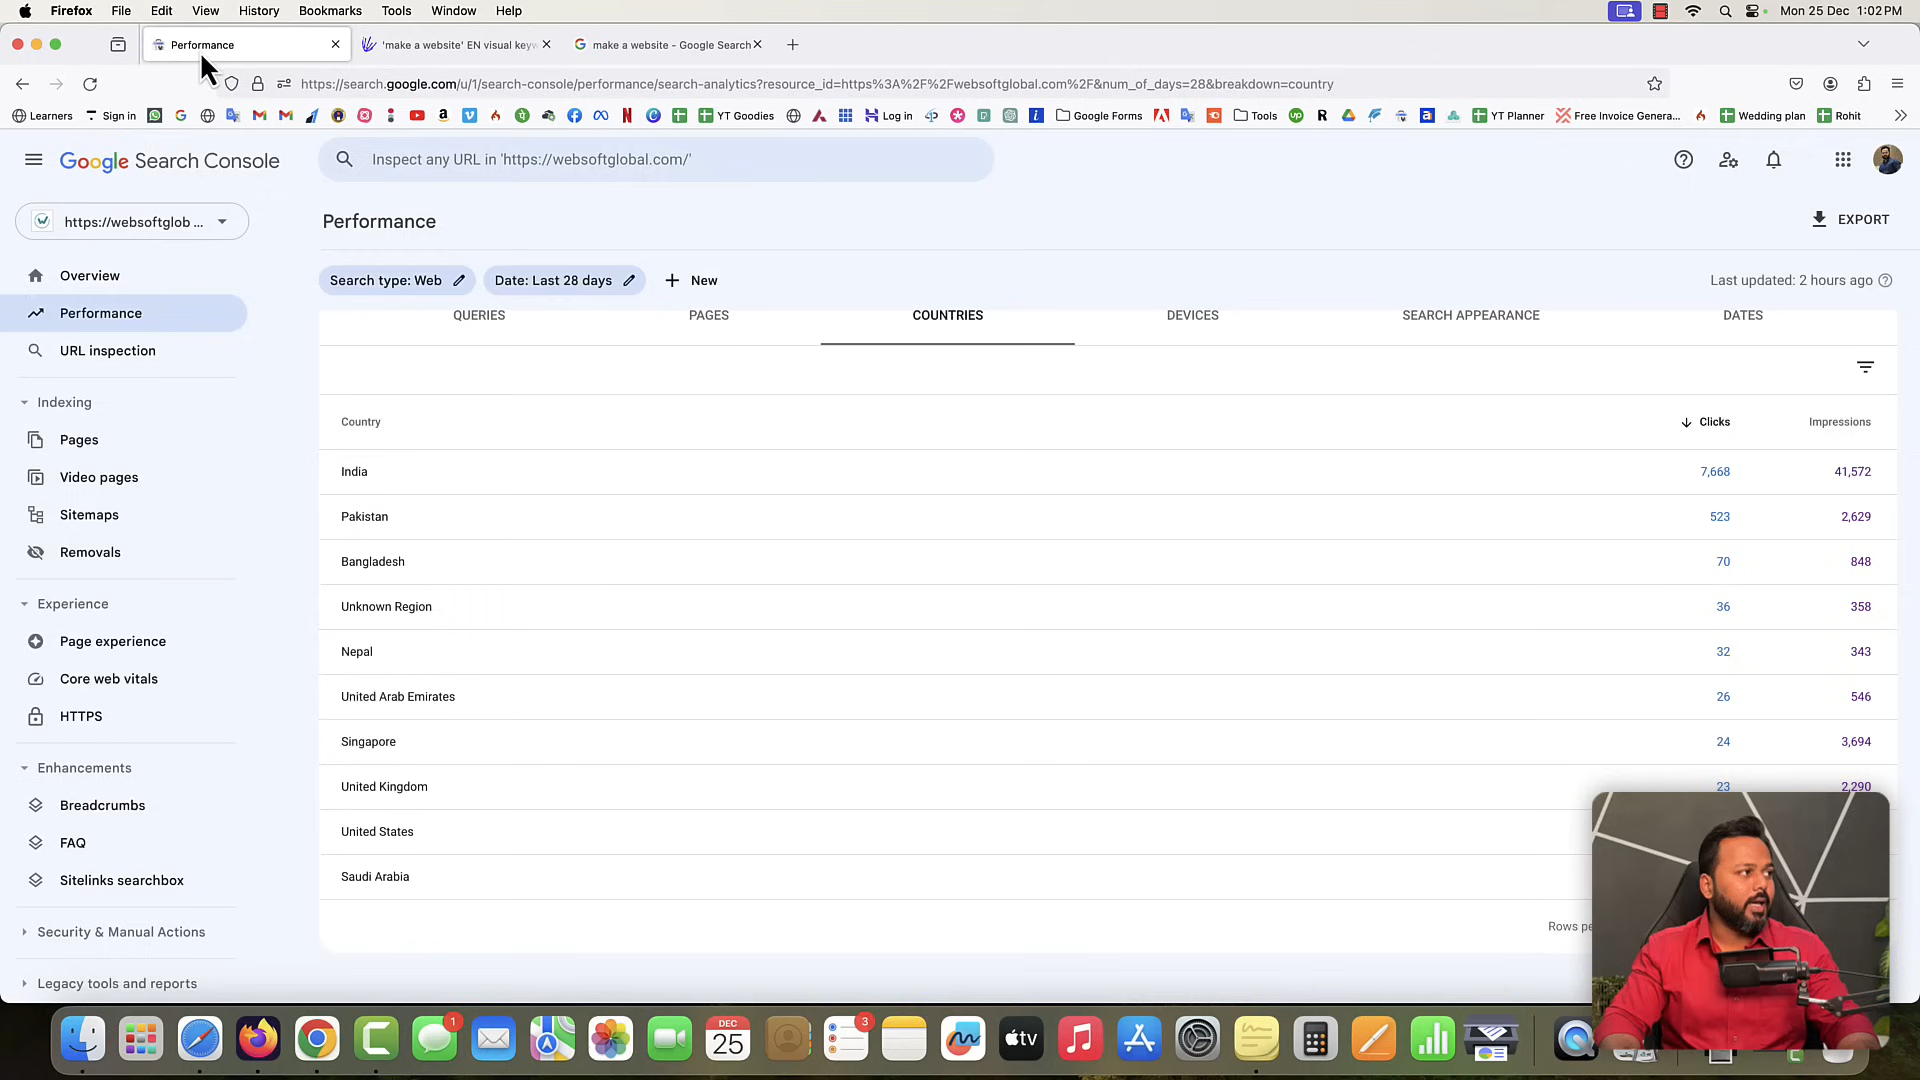 Firefox File Edit View History Bookmarks Tools Window Help Mon 25 Dec 1:02 PM
Performance 'make a website' EN visual keyw make a website - Google Search
https://search.google.com/u/1/search-console/performance/search-analytics?resource_id=https%3A%2F%2Fwebsoftglobal.com%2F&num_of_days=28&breakdown=country
Learners Sign in YT Goodies Log in Google Forms Tools YT Planner Free Invoice Genera... Wedding plan Rohit
Google Search Console Inspect any URL in 'https://websoftglobal.com/'
https://websoftglob ... Performance EXPORT
Search type: Web Date: Last 28 days New Last updated: 2 hours ago
Overview
Performance
URL inspection
Indexing
Pages
Video pages
Sitemaps
Removals
Experience
Page experience
Core web vitals
HTTPS
Enhancements
Breadcrumbs
FAQ
Sitelinks searchbox
Security & Manual Actions
Legacy tools and reports
QUERIES PAGES COUNTRIES DEVICES SEARCH APPEARANCE DATES
Country Clicks Impressions
India 7,668 41,572
Pakistan 523 2,629
Bangladesh 70 848
Unknown Region 36 358
Nepal 32 343
United Arab Emirates 26 546
Singapore 24 3,694
United Kingdom 23 2,290
United States
Saudi Arabia
Rows pe
1 DEC 25 3 tv